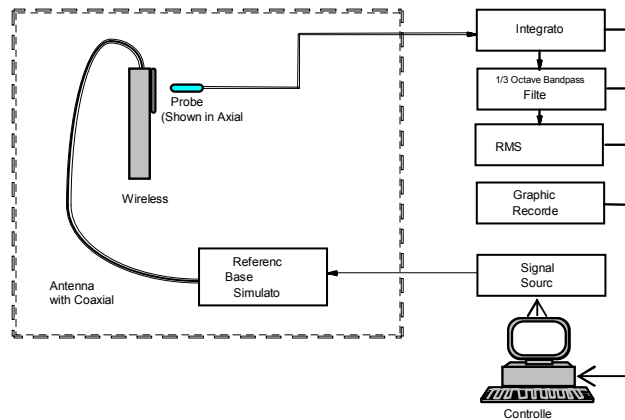 Integrato
1/3 Octave Bandpass
Filte
Probe
(Shown in Axial
RMS
Wireless
Graphic
Recorde
Referenc
Base
Simulato
Antenna
with Coaxial
Signal
Sourc
Controlle